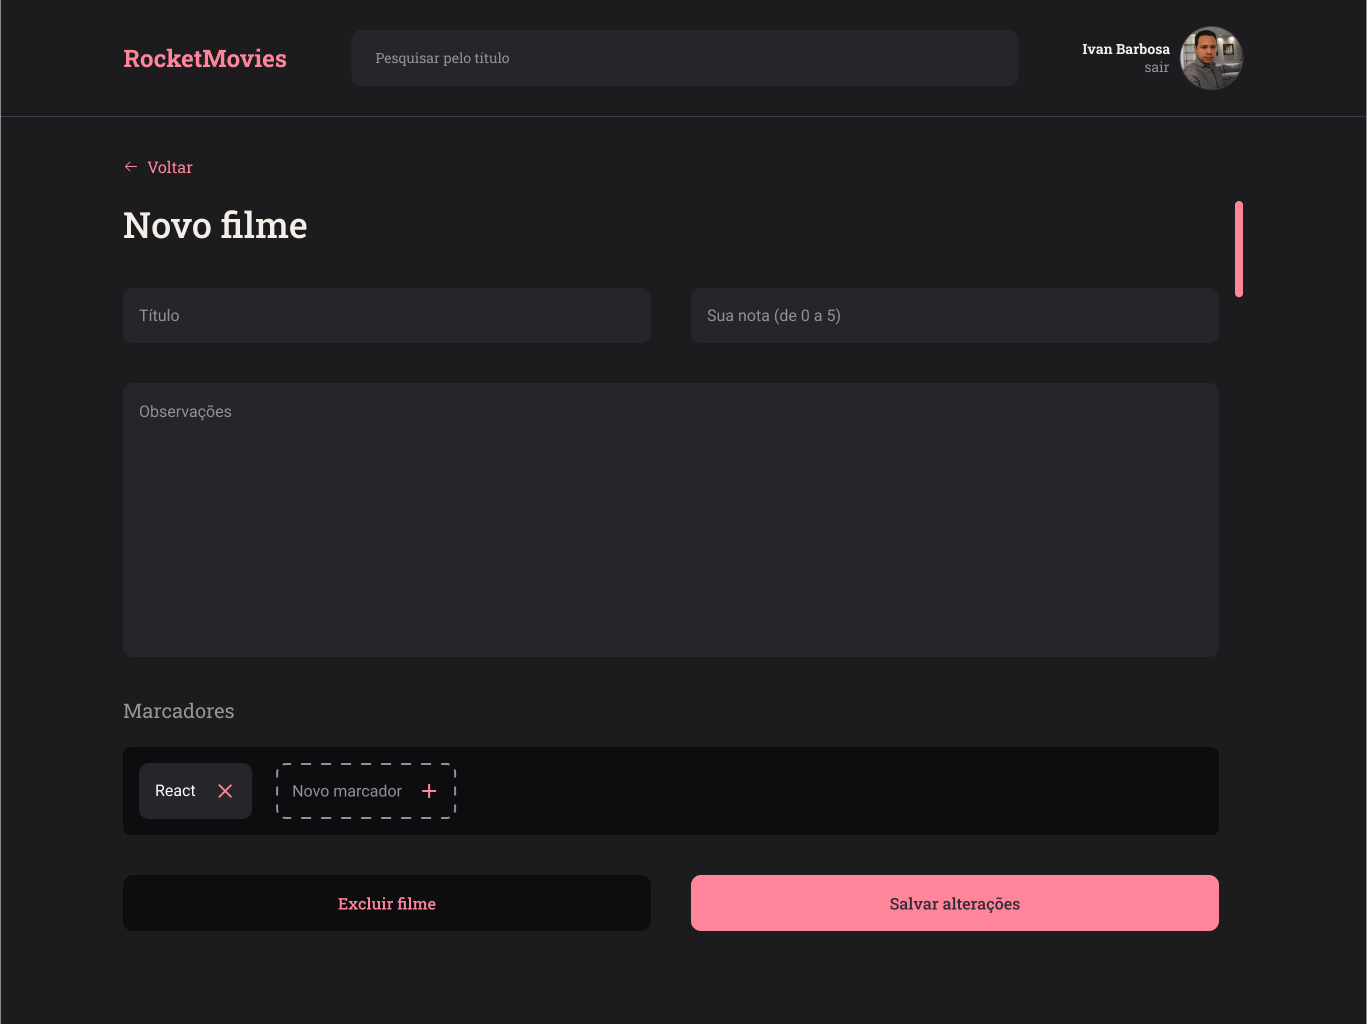 RocketMovies
Pesquisar pelo título
Ivan Barbosa
sair
Voltar
Novo filme
Título
Sua nota (de 0 a 5)
Observações
Marcadores
React
Novo marcador
Excluir filme
Salvar alterações